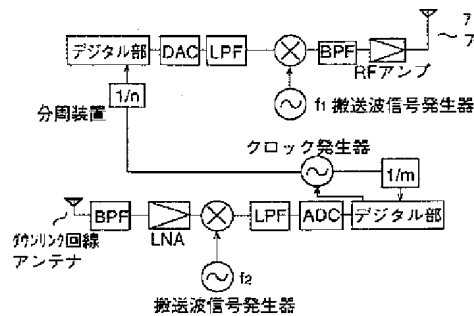 デジタル部 DAC LPF BPF
RFアンプ
ア
ア
1/n
分周装置
f₁ 搬送波信号発生器
クロック発生器
1/m
BPF LNA LPF ADC デジタル部
ダウンリンク回線
アンテナ
f₂
搬送波信号発生器